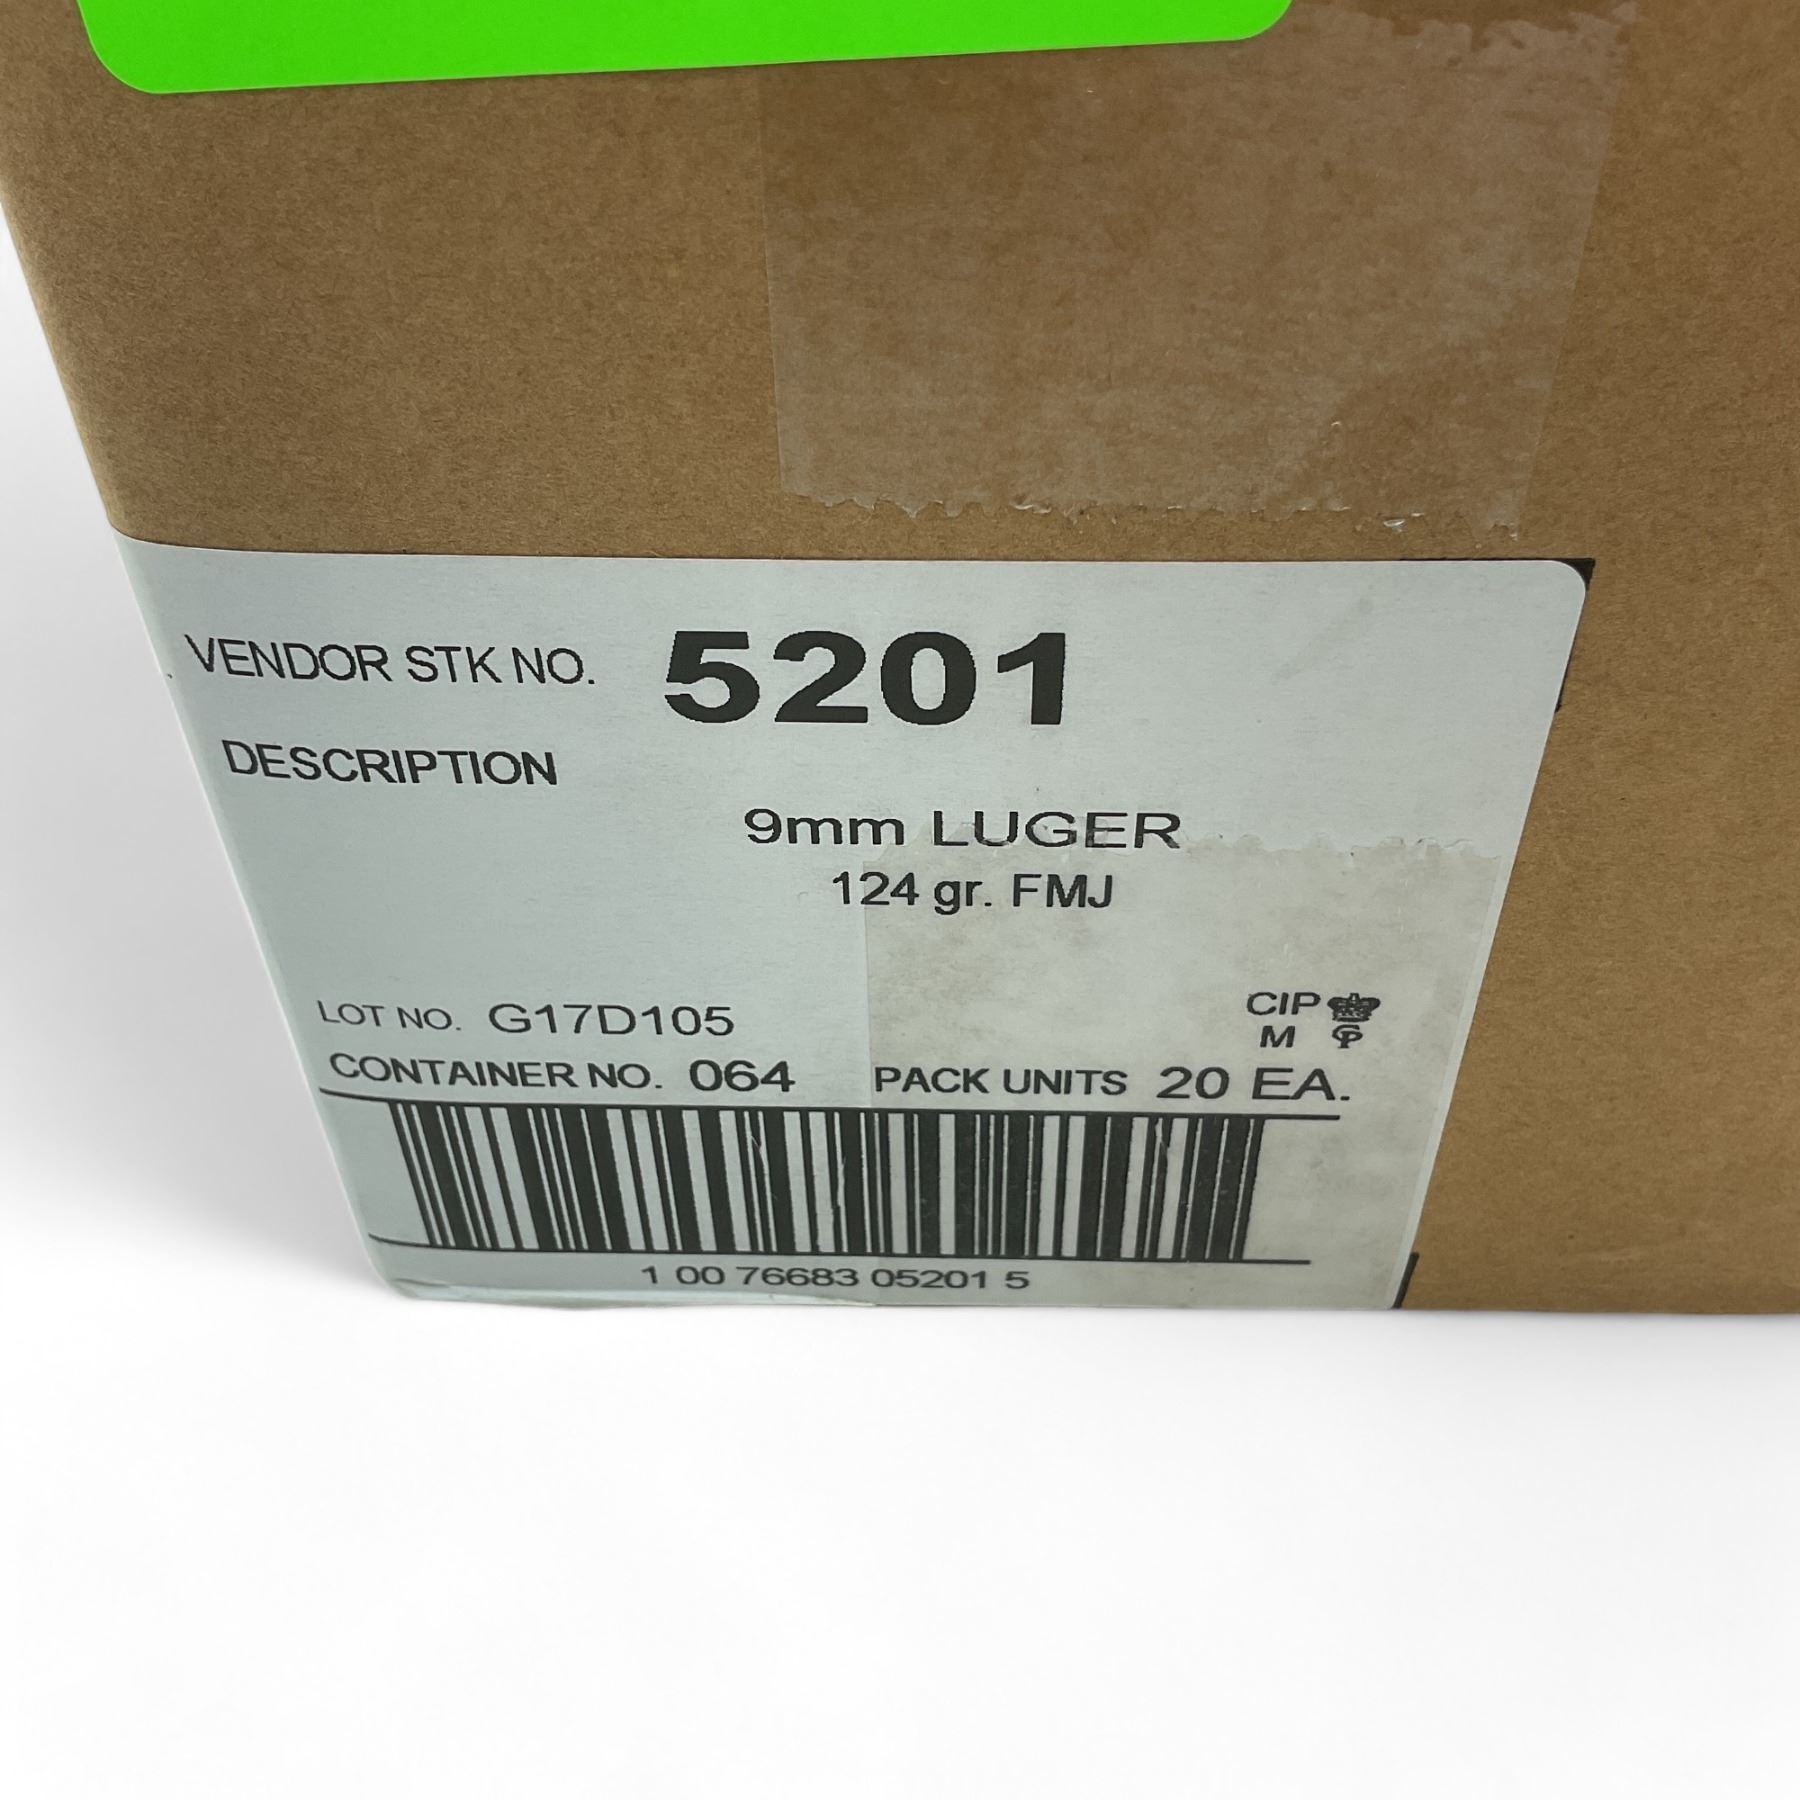 VENDOR STK NO. 5201
DESCRIPTION
9mm LUGER
124 gr. FMJ
CIP
LOT NO. G17D105
M
CONTAINER NO. 064 PACK UNITS 20 EA.
1 00 76683 05201 5